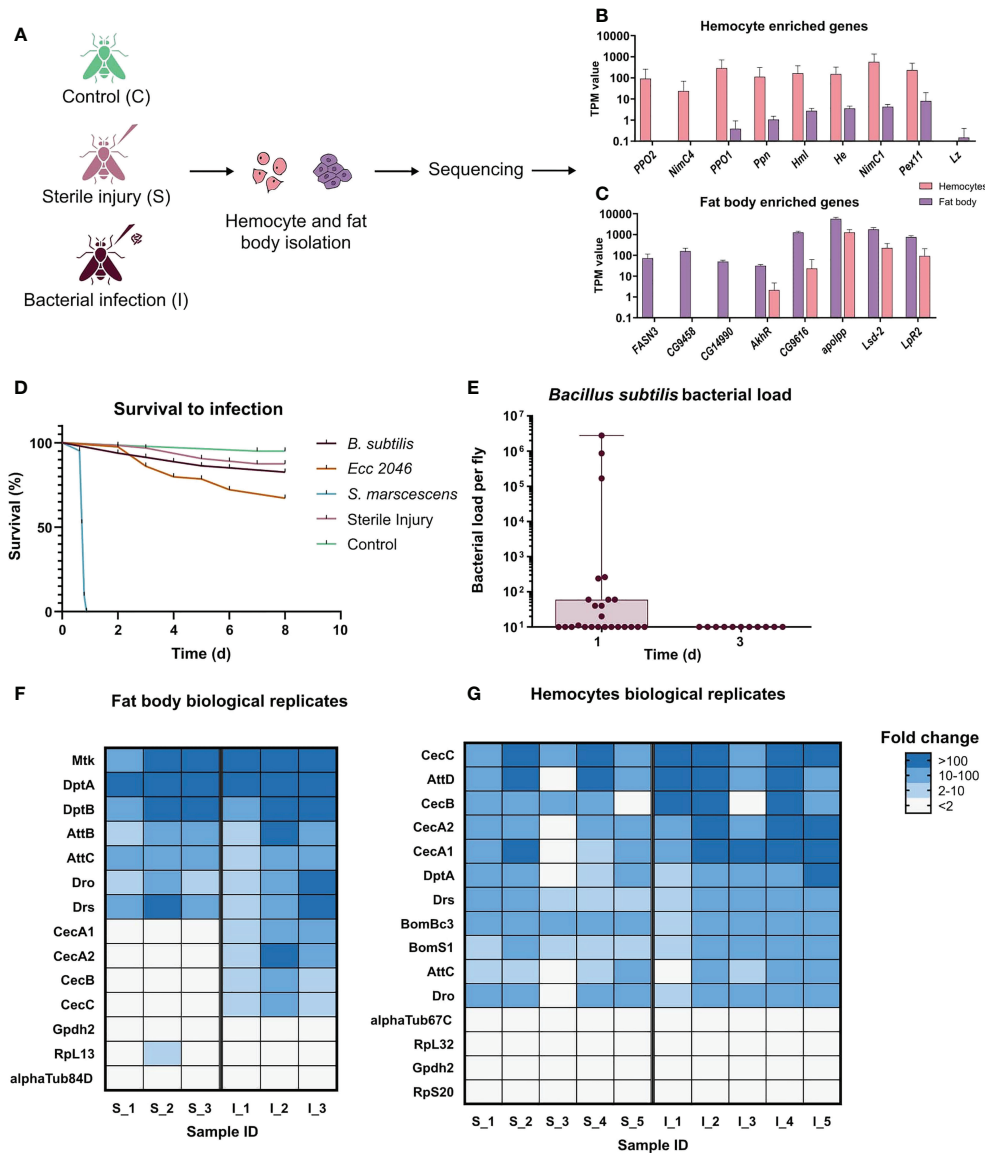 A
Control (C)
Sterile injury (S)
Bacterial infection (I)
Hemocyte and fat
body isolation
Sequencing
B
Hemocyte enriched genes
TPM value
10000
1000
100
10
1
0.1
PPO2
NimC4
PPO1
Ppn
Hml
He
NimC1
Pex11
Lz
Hemocytes
Fat body
C
Fat body enriched genes
TPM value
10000
1000
100
10
1
0.1
FASN3
CG9458
CG14990
AkhR
CG9616
apolpp
Lsd-2
LpR2
D
Survival to infection
Survival (%)
100
50
0
0 2 4 6 8 10
Time (d)
B. subtilis
Ecc 2046
S. marscescens
Sterile Injury
Control
E
Bacillus subtilis bacterial load
Bacterial load per fly
10⁷
10⁶
10⁵
10⁴
10³
10²
10¹
1 3
Time (d)
F
Fat body biological replicates
Mtk
DptA
DptB
AttB
AttC
Dro
Drs
CecA1
CecA2
CecB
CecC
Gpdh2
RpL13
alphaTub84D
S_1 S_2 S_3 I_1 I_2 I_3
Sample ID
G
Hemocytes biological replicates
CecC
AttD
CecB
CecA2
CecA1
DptA
Drs
BomBc3
BomS1
AttC
Dro
alphaTub67C
RpL32
Gpdh2
RpS20
S_1 S_2 S_3 S_4 S_5 I_1 I_2 I_3 I_4 I_5
Sample ID
Fold change
>100
10-100
2-10
<2